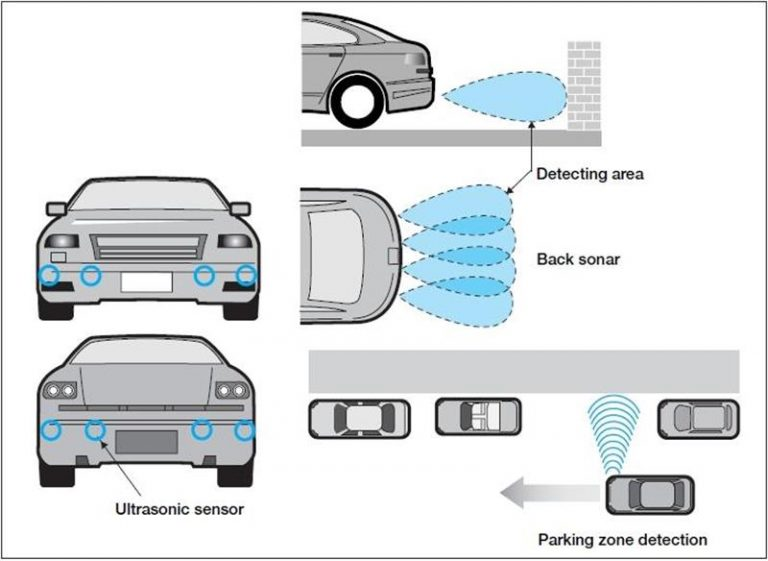 Detecting area
Back sonar
Ultrasonic sensor
Parking zone detection